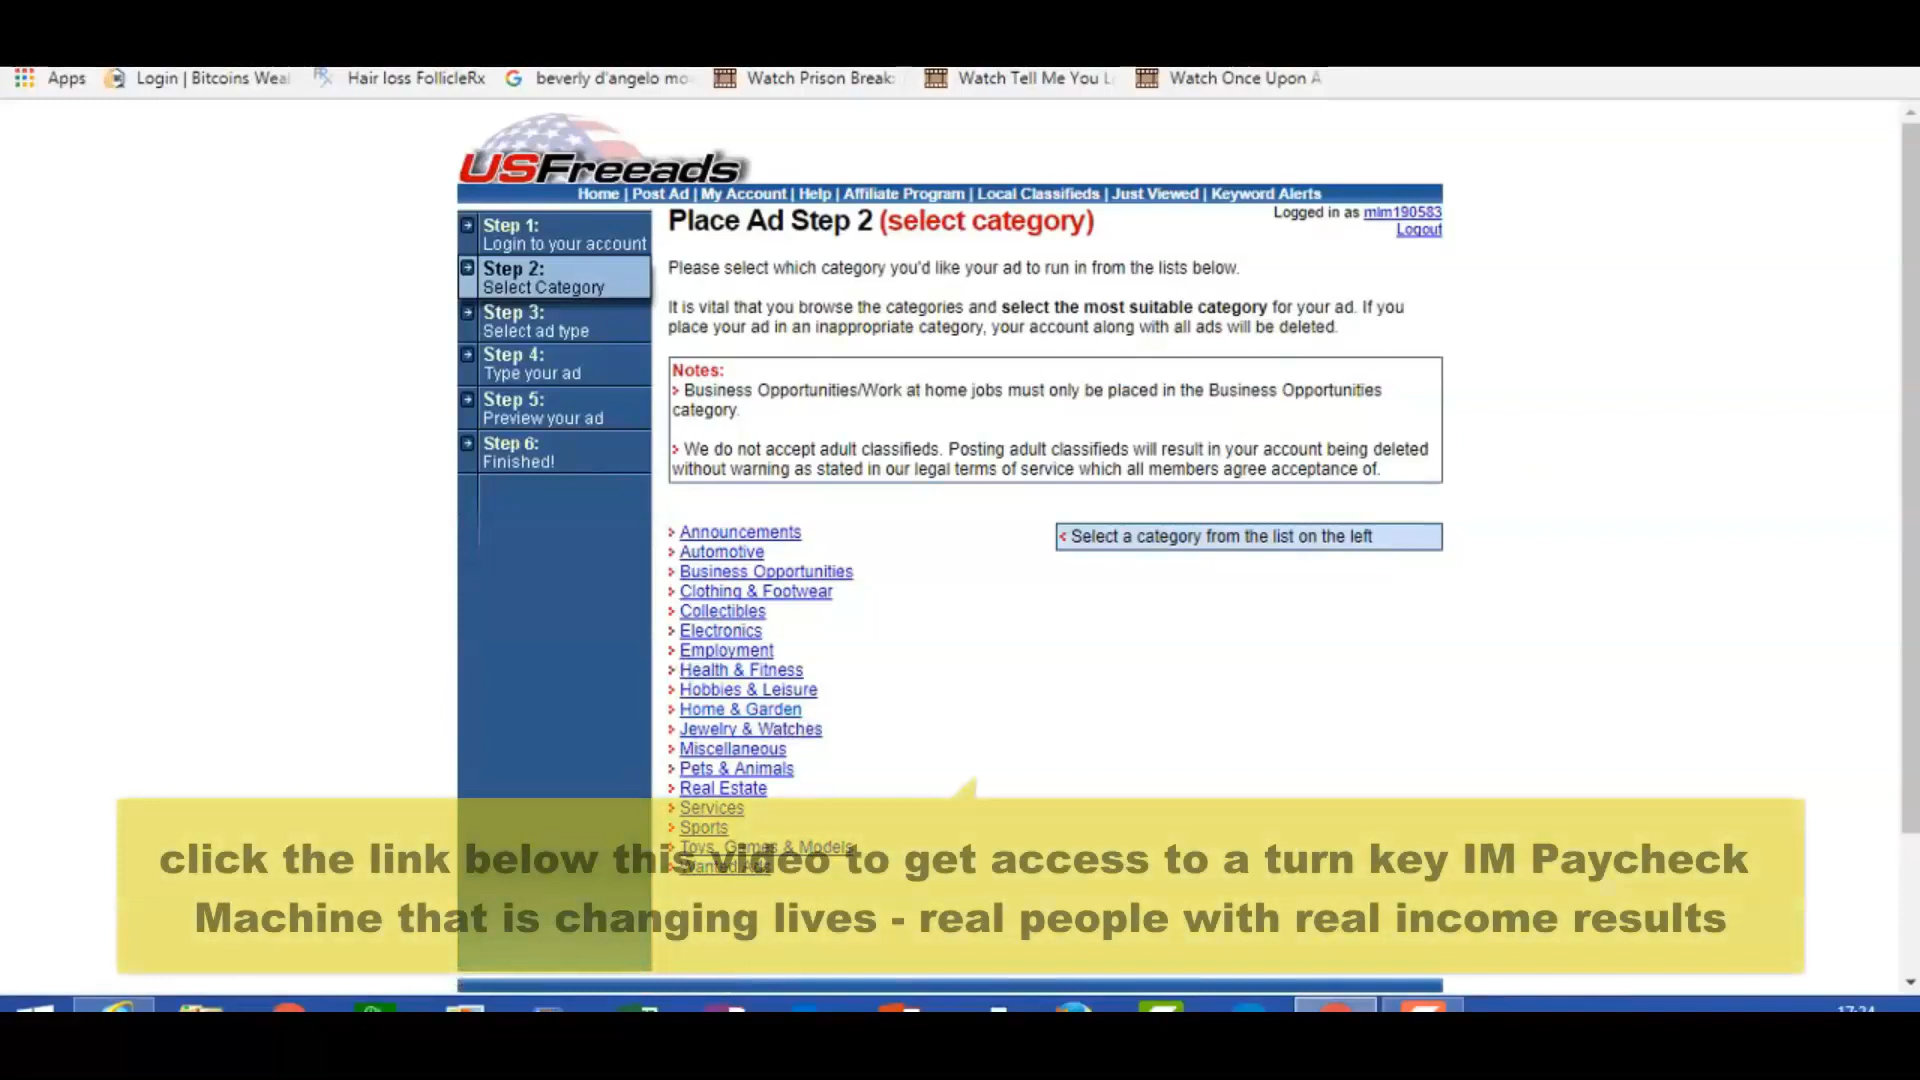 Apps Login | Bitcoins Weal Hair loss FollicleRx beverly d'angelo mo Watch Prison Break Watch Tell Me You L Watch Once Upon A
USFreeads
Home | Post Ad | My Account | Help | Affiliate Program | Local Classifieds | Just Viewed | Keyword Alerts
Logged in as mlm190583
Logout
Step 1:
Login to your account
Step 2:
Select Category
Step 3:
Select ad type
Step 4:
Type your ad
Step 5:
Preview your ad
Step 6:
Finished!
Place Ad Step 2 (select category)
Please select which category you'd like your ad to run in from the lists below.
It is vital that you browse the categories and select the most suitable category for your ad. If you
place your ad in an inappropriate category, your account along with all ads will be deleted.
Notes:
Business Opportunities/Work at home jobs must only be placed in the Business Opportunities
category.
We do not accept adult classifieds. Posting adult classifieds will result in your account being deleted
without warning as stated in our legal terms of service which all members agree acceptance of.
Announcements
Automotive
Business Opportunities
Clothing & Footwear
Collectibles
Electronics
Employment
Health & Fitness
Hobbies & Leisure
Home & Garden
Jewelry & Watches
Miscellaneous
Pets & Animals
Real Estate
Services
Sports
Toys, Games & Models
Wanted Ads
Select a category from the list on the left
click the link below this video to get access to a turn key IM Paycheck
Machine that is changing lives - real people with real income results
17:24